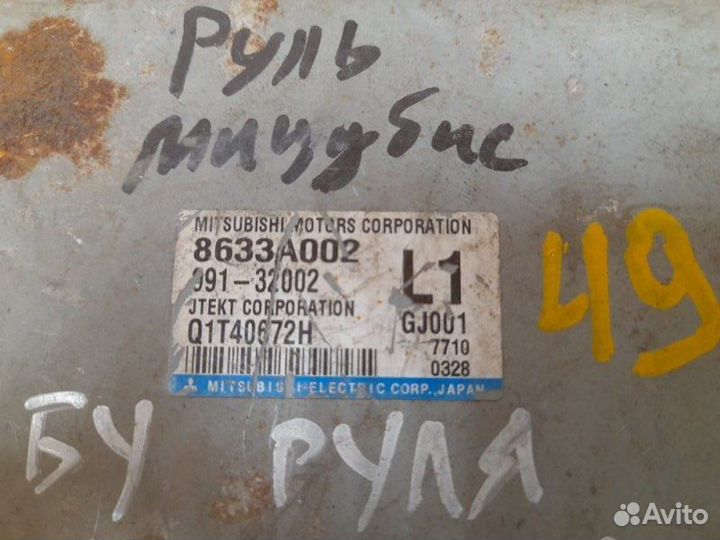 Руль
мицубис
MITSUBISHI MOTORS CORPORATION
8633A002
L1
991-32002
JTEKT CORPORATION
GJ001
Q1T40672H
7710
0328
MITSUBISHI ELECTRIC CORP., JAPAN
49
БУ РУЛЯ
Avito